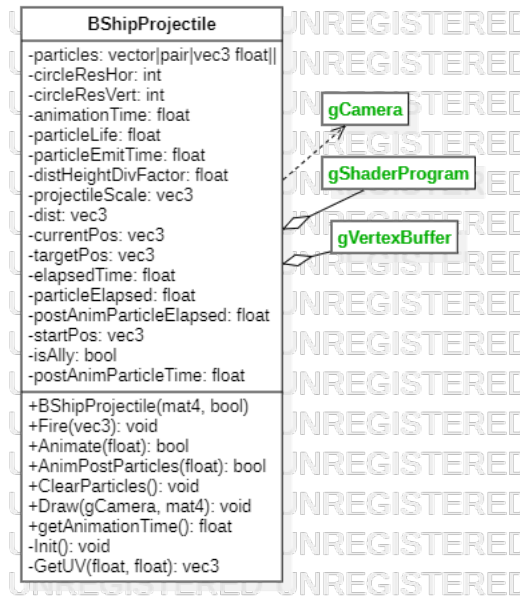 BShipProjectile
-particles: vector|pair|vec3 float||
-circleResHor: int
-circleResVert: int
-animationTime: float
-particleLife: float
-particleEmitTime: float
-distHeightDivFactor: float
-projectileScale: vec3
-dist: vec3
-currentPos: vec3
-targetPos: vec3
-elapsedTime: float
-particleElapsed: float
-postAnimParticleElapsed: float
-startPos: vec3
-isAlly: bool
-postAnimParticleTime: float
+BShipProjectile(mat4, bool)
+Fire(vec3): void
+Animate(float): bool
+AnimPostParticles(float): bool
+ClearParticles(): void
+Draw(gCamera, mat4): void
+getAnimationTime(): float
-Init(): void
-GetUV(float, float): vec3
gCamera
gShaderProgram
gVertexBuffer
UNREGISTERED